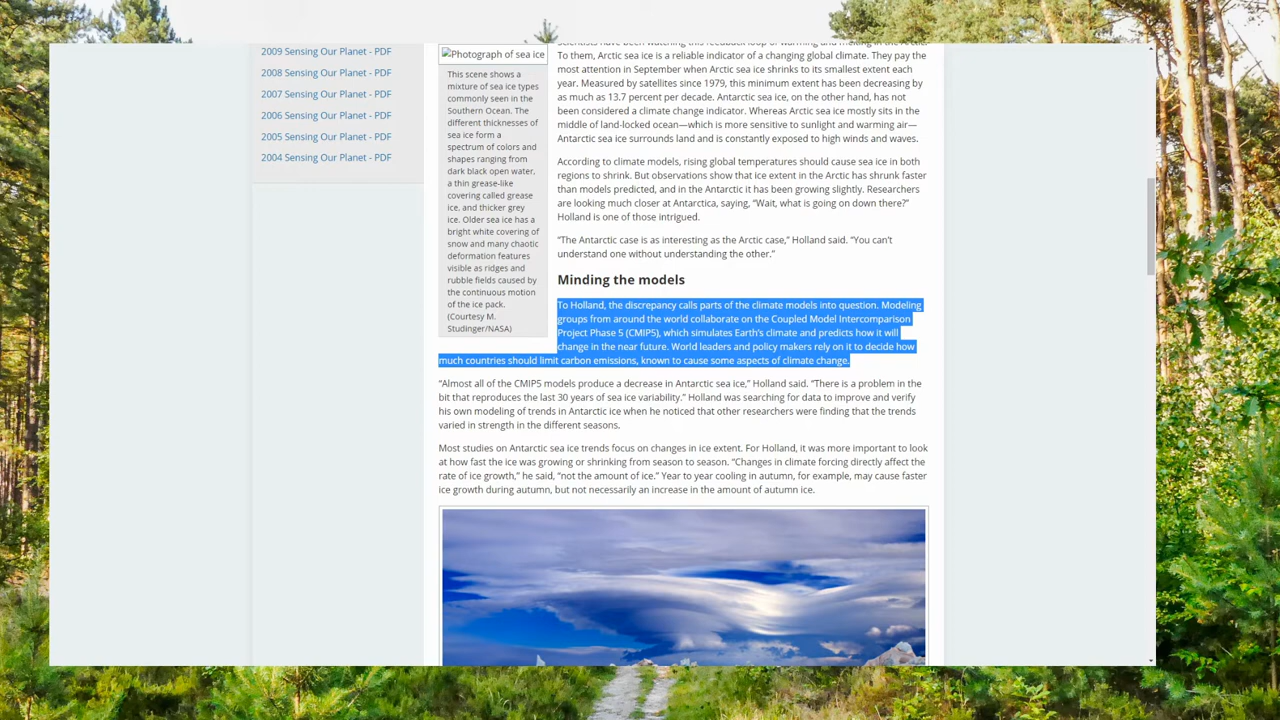 2009 Sensing Our Planet - PDF
2008 Sensing Our Planet - PDF
2007 Sensing Our Planet - PDF
2006 Sensing Our Planet - PDF
2005 Sensing Our Planet - PDF
2004 Sensing Our Planet - PDF
Photograph of sea ice
This scene shows a
mixture of sea ice types
commonly seen in the
Southern Ocean. The
different thicknesses of
sea ice form a
spectrum of colors and
shapes ranging from
dark black open water,
a thin grease-like
covering called grease
ice, and thicker grey
ice. Older sea ice has a
bright white covering of
snow and many chaotic
deformation features
visible as ridges and
rubble fields caused by
the continuous motion
of the ice pack.
(Courtesy M.
Studinger/NASA)
scientists have been watching this feedback loop of warming and melting in the Arctic.
To them, Arctic sea ice is a reliable indicator of a changing global climate. They pay the
most attention in September when Arctic sea ice shrinks to its smallest extent each
year. Measured by satellites since 1979, this minimum extent has been decreasing by
as much as 13.7 percent per decade. Antarctic sea ice, on the other hand, has not
been considered a climate change indicator. Whereas Arctic sea ice mostly sits in the
middle of land-locked ocean—which is more sensitive to sunlight and warming air—
Antarctic sea ice surrounds land and is constantly exposed to high winds and waves.
According to climate models, rising global temperatures should cause sea ice in both
regions to shrink. But observations show that ice extent in the Arctic has shrunk faster
than models predicted, and in the Antarctic it has been growing slightly. Researchers
are looking much closer at Antarctica, saying, “Wait, what is going on down there?”
Holland is one of those intrigued.
“The Antarctic case is as interesting as the Arctic case,” Holland said. “You can’t
understand one without understanding the other.”
Minding the models
To Holland, the discrepancy calls parts of the climate models into question. Modeling
groups from around the world collaborate on the Coupled Model Intercomparison
Project Phase 5 (CMIP5), which simulates Earth’s climate and predicts how it will
change in the near future. World leaders and policy makers rely on it to decide how
much countries should limit carbon emissions, known to cause some aspects of climate change.
“Almost all of the CMIP5 models produce a decrease in Antarctic sea ice,” Holland said. “There is a problem in the
bit that reproduces the last 30 years of sea ice variability.” Holland was searching for data to improve and verify
his own modeling of trends in Antarctic ice when he noticed that other researchers were finding that the trends
varied in strength in the different seasons.
Most studies on Antarctic sea ice trends focus on changes in ice extent. For Holland, it was more important to look
at how fast the ice was growing or shrinking from season to season. “Changes in climate forcing directly affect the
rate of ice growth,” he said, “not the amount of ice.” Year to year cooling in autumn, for example, may cause faster
ice growth during autumn, but not necessarily an increase in the amount of autumn ice.